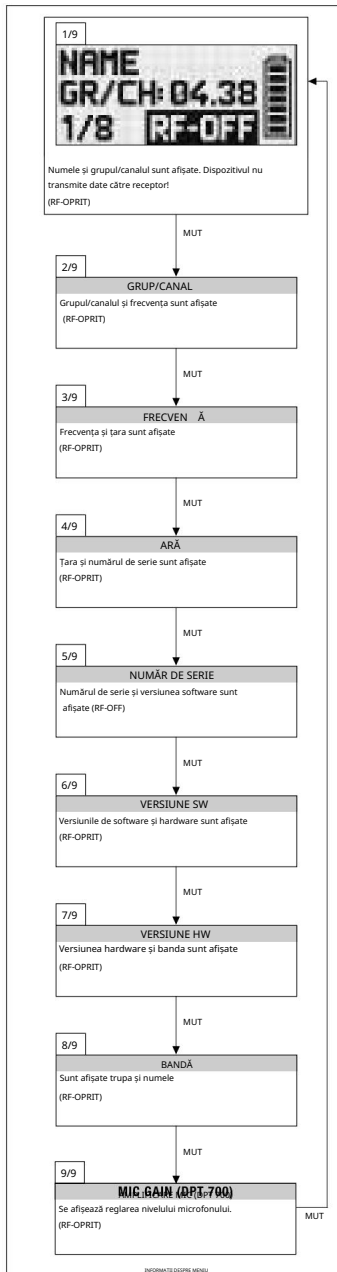 1/9
NAME
GR/CH: 04.38
1/8 RF-OFF
Numele și grupul/canalul sunt afișate. Dispozitivul nu
transmite date către receptor!
(RF-OPRIT)
MUT
2/9
GRUP/CANAL
Grupul/canalul și frecvența sunt afișate
(RF-OPRIT)
MUT
3/9
FRECVEN Ă
Frecvența și țara sunt afișate
(RF-OPRIT)
MUT
4/9
ARĂ
Țara și numărul de serie sunt afișate
(RF-OPRIT)
MUT
5/9
NUMĂR DE SERIE
Numărul de serie și versiunea software sunt
afișate (RF-OFF)
MUT
6/9
VERSIUNE SW
Versiunile de software și hardware sunt afișate
(RF-OPRIT)
MUT
7/9
VERSIUNE HW
Versiunea hardware și banda sunt afișate
(RF-OPRIT)
MUT
8/9
BANDĂ
Sunt afișate trupa și numele
(RF-OPRIT)
MUT
9/9
MIC GAIN (DPT 700)
AMPLIFICARE MIC (DPT 700)
Se afișează reglarea nivelului microfonului.
(RF-OPRIT)
MUT
INFORMAȚII DESPRE MENIU